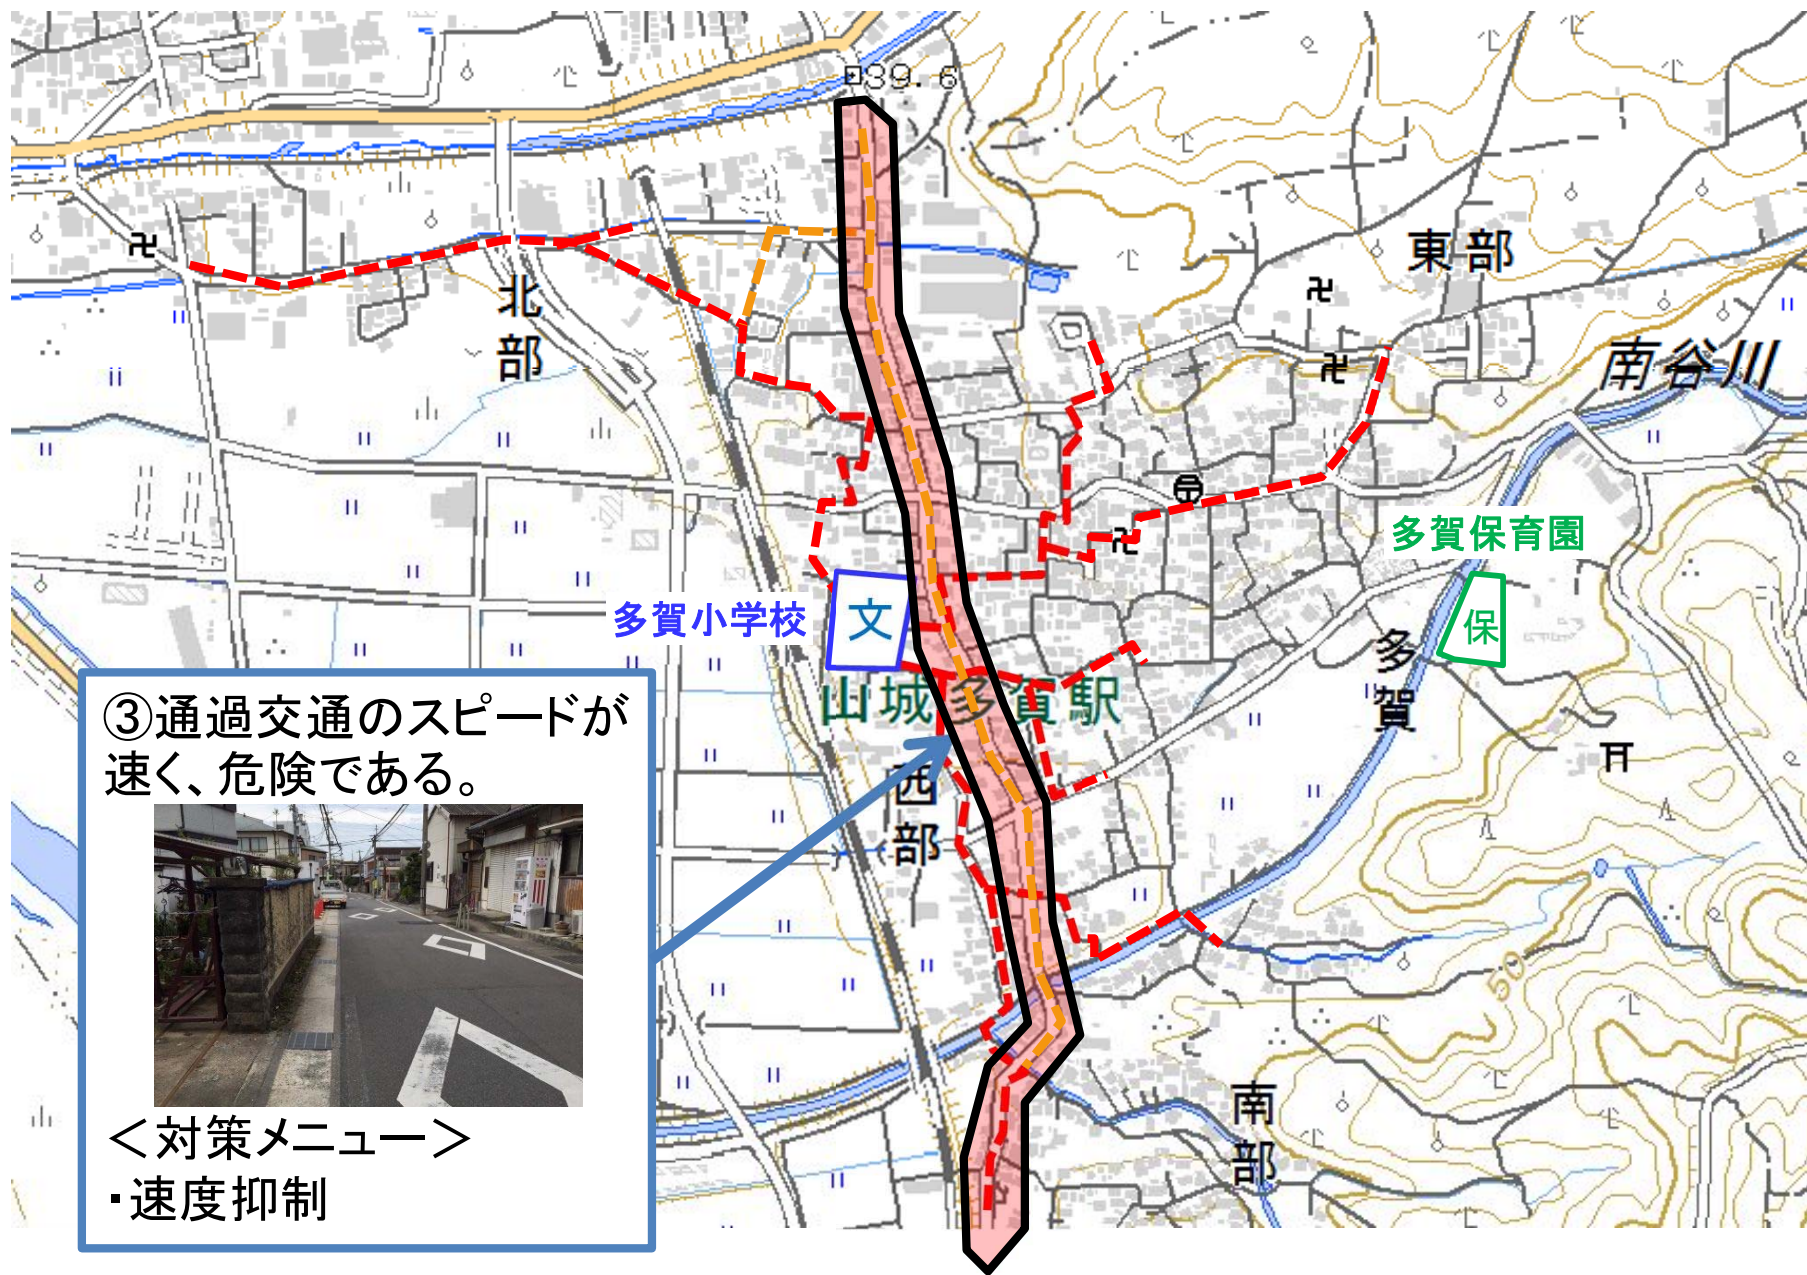 39.6
東部
北部
南谷川
多賀保育園
保
多賀小学校
文
多賀
山城多賀駅
西部
③通過交通のスピードが
速く、危険である。
<対策メニュー>
・速度抑制
50
南部